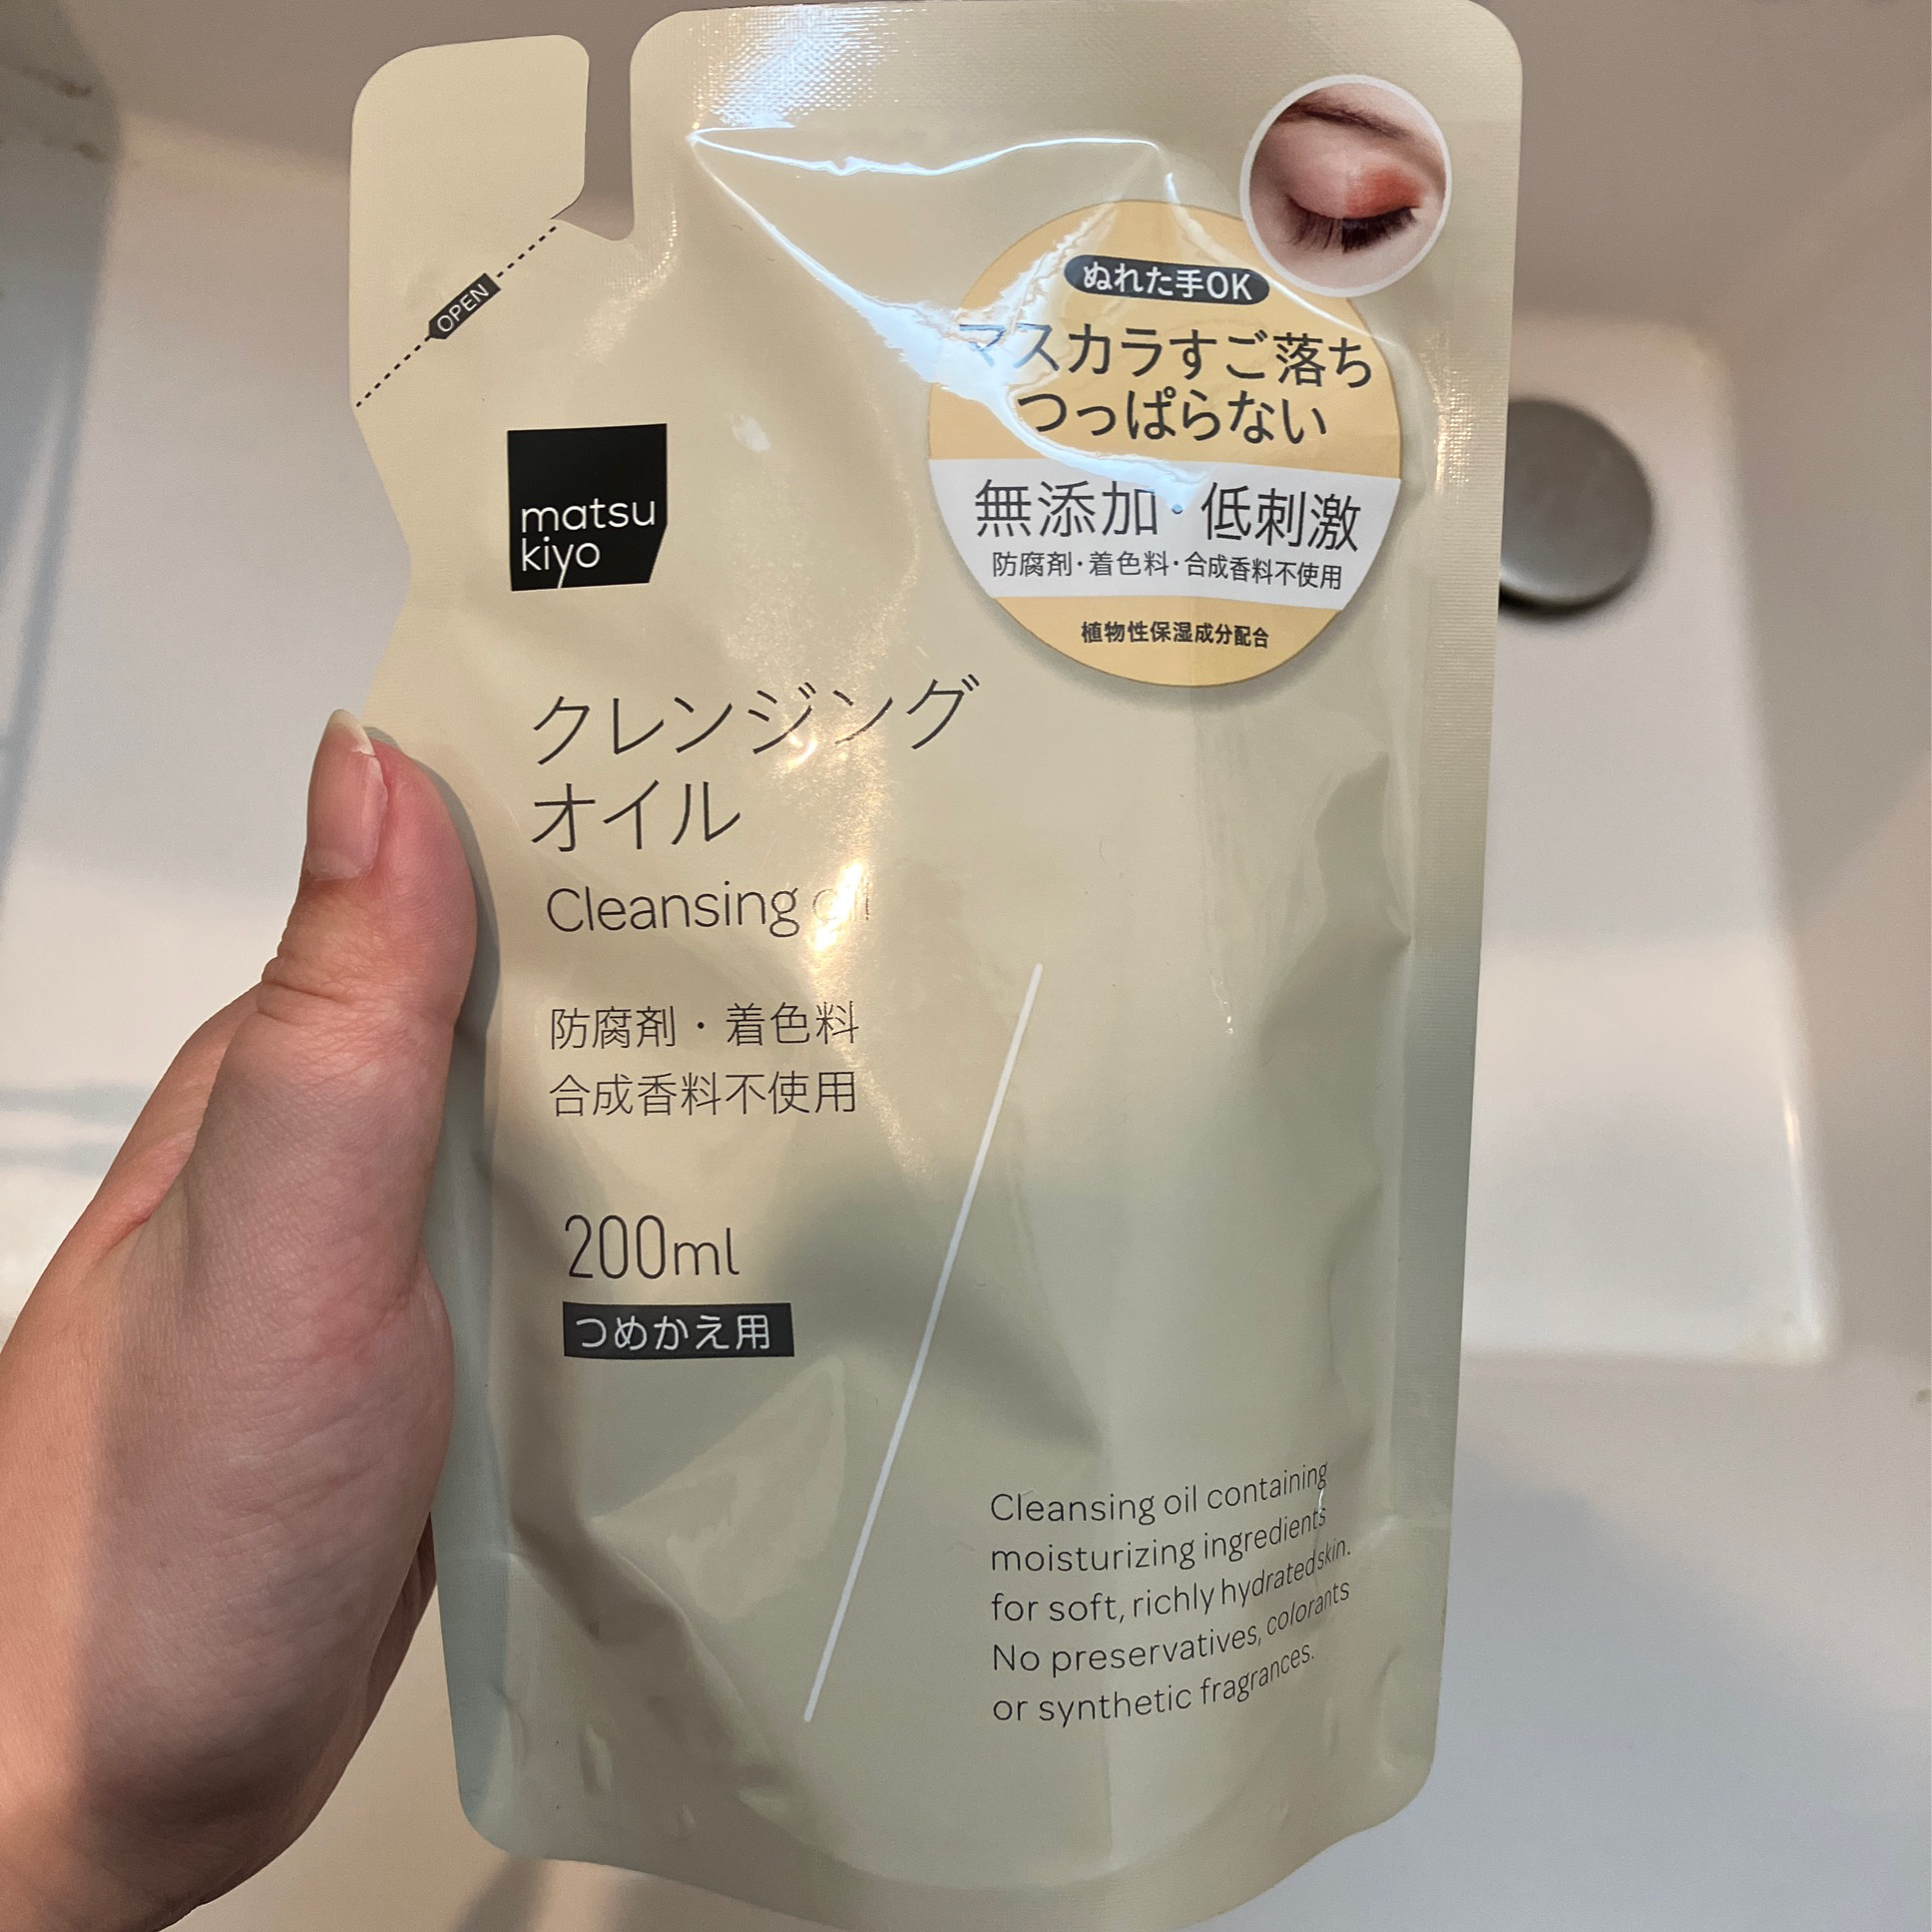 OPEN
ぬれた手OK
マスカラすご落ち
つっぱらない
無添加・低刺激
防腐剤・着色料・合成香料不使用
植物性保湿成分配合
matsu
kiyo
クレンジング
オイル
Cleansing oil
防腐剤・着色料
合成香料不使用
200ml
つめかえ用
Cleansing oil containing
moisturizing ingredients
for soft, richly hydrated skin.
No preservatives, colorants
or synthetic fragrances.